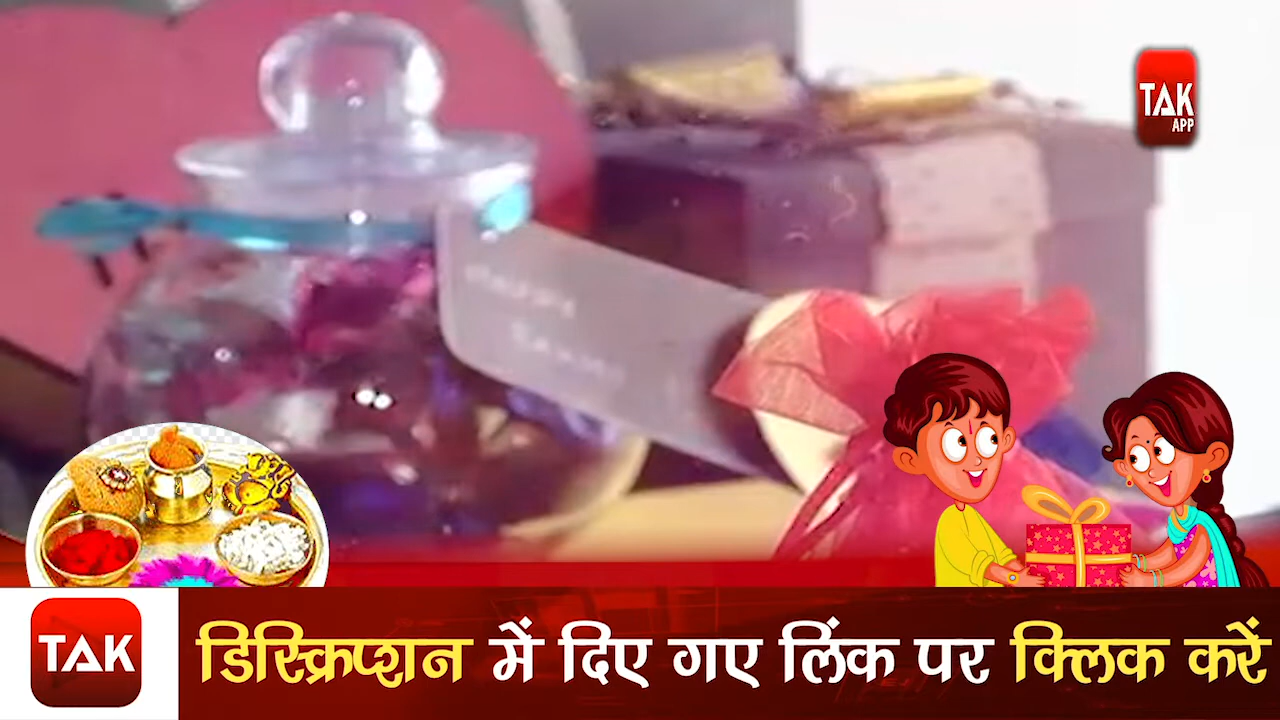 TAK
APP
TAK
डिस्क्रिप्शन में दिए गए लिंक पर क्लिक करें